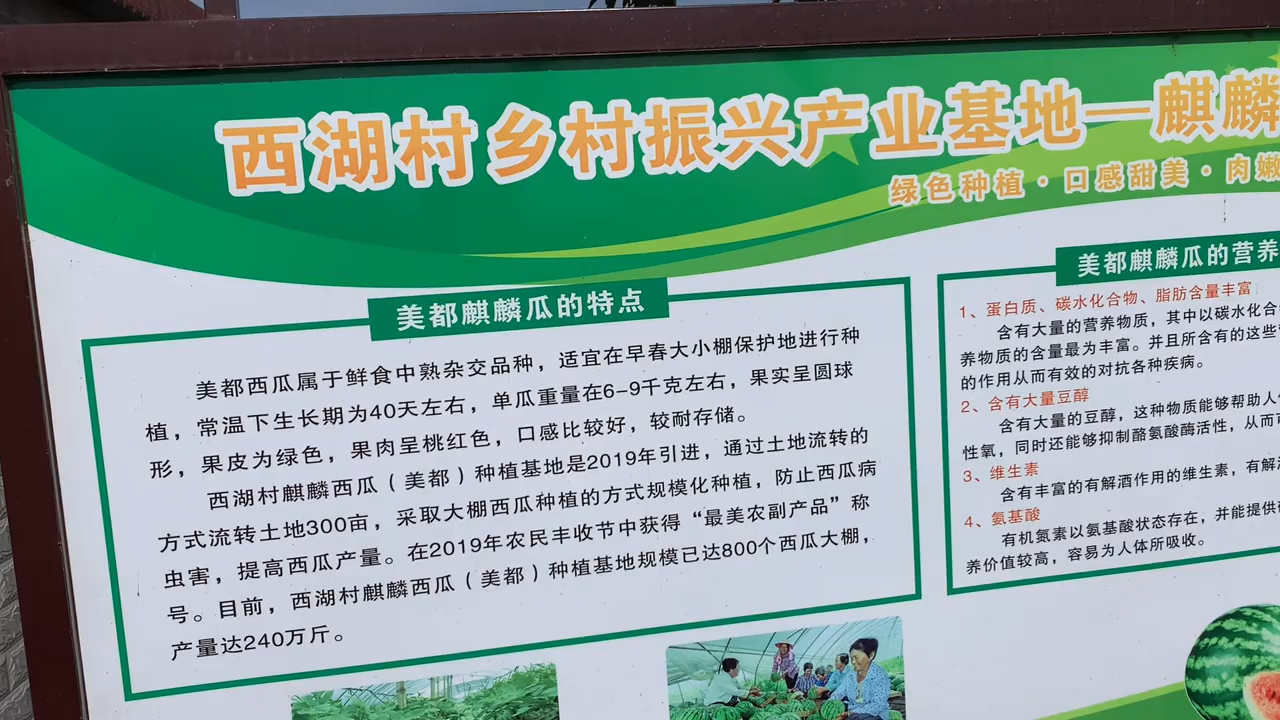 西湖村乡村振兴产业基地—麒麟
绿色种植·口感甜美·肉嫩
美都麒麟瓜的特点
美都西瓜属于鲜食中熟杂交品种，适宜在早春大小棚保护地进行种
植，常温下生长期为40天左右，单瓜重量在6-9千克左右，果实呈圆球
形，果皮为绿色，果肉呈桃红色，口感比较好，较耐存储。
西湖村麒麟西瓜（美都）种植基地是2019年引进，通过土地流转的
方式流转土地300亩，采取大棚西瓜种植的方式规模化种植，防止西瓜病
虫害，提高西瓜产量。在2019年农民丰收节中获得“最美农副产品”称
号。目前，西湖村麒麟西瓜（美都）种植基地规模已达800个西瓜大棚，
产量达240万斤。
美都麒麟瓜的营养
1、蛋白质、碳水化合物、脂肪含量丰富
含有大量的营养物质，其中以碳水化合
养物质的含量最为丰富。并且所含有的这些
的作用从而有效的对抗各种疾病。
2、含有大量豆醇
含有大量的豆醇，这种物质能够帮助人
性氧，同时还能够抑制酪氨酸酶活性，从而
3、维生素
含有丰富的有解酒作用的维生素，有解
4、氨基酸
有机氮素以氨基酸状态存在，并能提供
养价值较高，容易为人体所吸收。